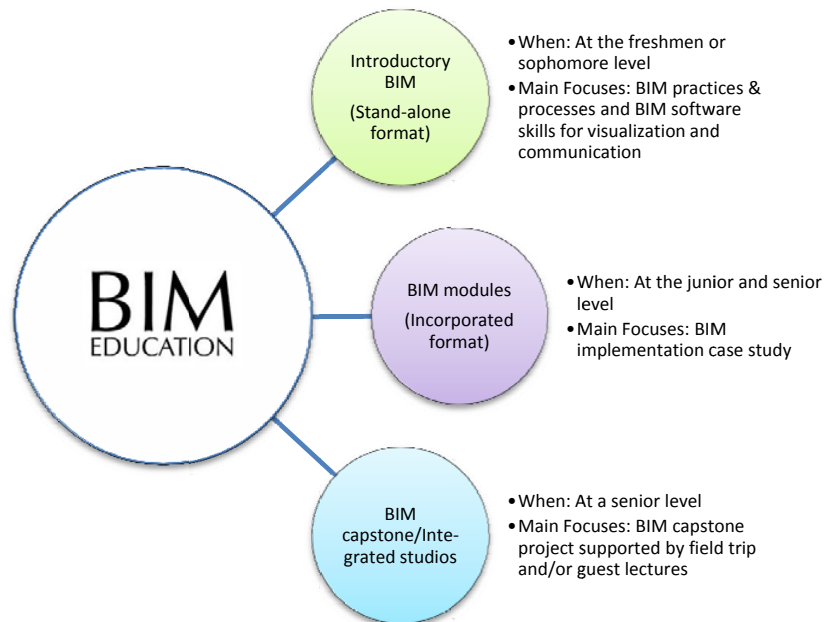 BIM
EDUCATION
Introductory
BIM
(Stand-alone
format)
•When: At the freshmen or
sophomore level
•Main Focuses: BIM practices &
processes and BIM software
skills for visualization and
communication
BIM modules
(Incorporated
format)
•When: At the junior and senior
level
•Main Focuses: BIM
implementation case study
BIM
capstone/Inte-
grated studios
•When: At a senior level
•Main Focuses: BIM capstone
project supported by field trip
and/or guest lectures